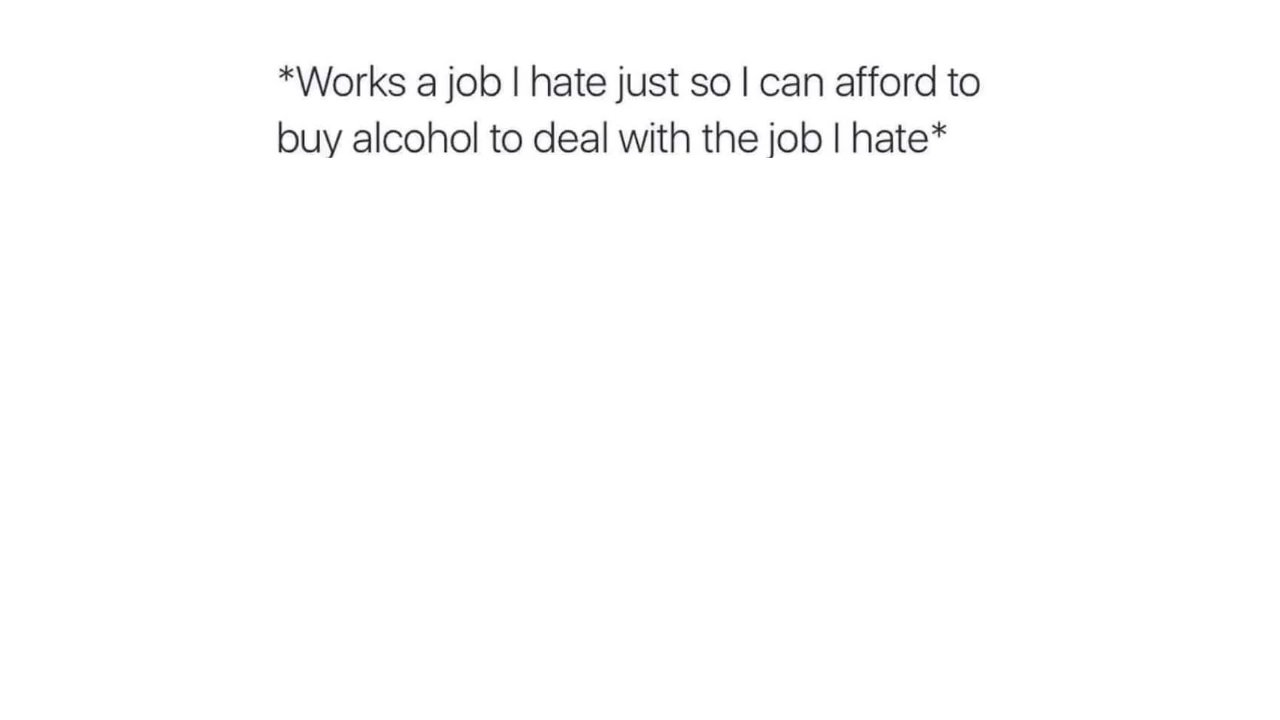 *Works a job I hate just so I can afford to
buy alcohol to deal with the job I hate*